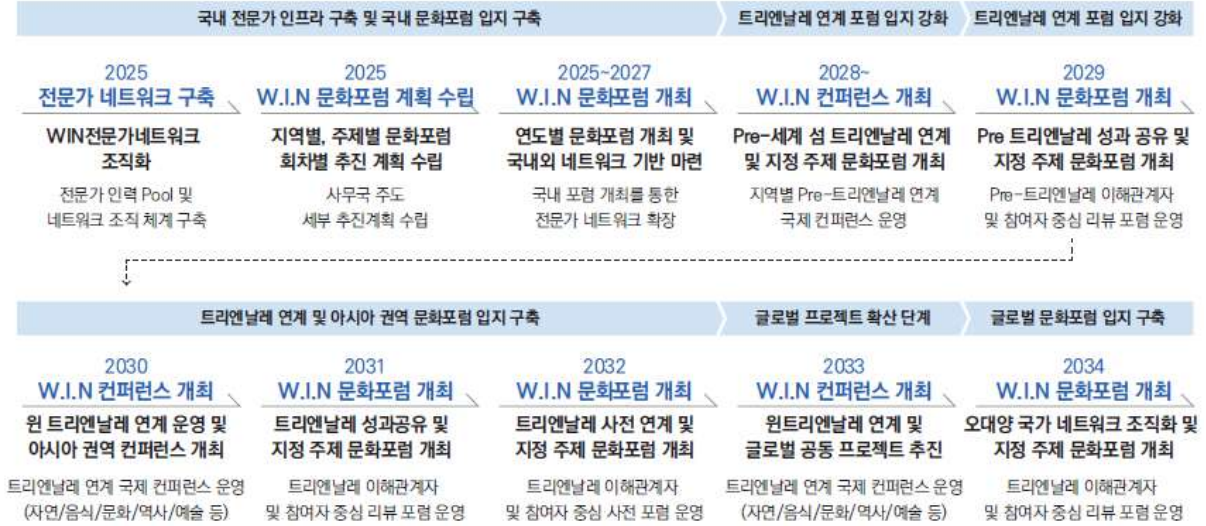 국내 전문가 인프라 구축 및 국내 문화포럼 입지 구축
트리엔날레 연계 포럼 입지 강화
트리엔날레 연계 포럼 입지 강화
2025
전문가 네트워크 구축
WIN전문가네트워크
조직화
전문가 인력 Pool 및
네트워크 조직 체계 구축
2025
W.I.N 문화포럼 계획 수립
지역별, 주제별 문화포럼
회차별 추진 계획 수립
사무국 주도
세부 추진계획 수립
2025~2027
W.I.N 문화포럼 개최
연도별 문화포럼 개최 및
국내외 네트워크 기반 마련
국내 포럼 개최를 통한
전문가 네트워크 확장
2028~
W.I.N 컨퍼런스 개최
Pre-세계 섬 트리엔날레 연계
및 지정 주제 문화포럼 개최
지역별 Pre-트리엔날레 연계
국제 컨퍼런스 운영
2029
W.I.N 문화포럼 개최
Pre 트리엔날레 성과 공유 및
지정 주제 문화포럼 개최
Pre-트리엔날레 이해관계자
및 참여자 중심 리뷰 포럼 운영
트리엔날레 연계 및 아시아 권역 문화포럼 입지 구축
글로벌 프로젝트 확산 단계
글로벌 문화포럼 입지 구축
2030
W.I.N 컨퍼런스 개최
윈 트리엔날레 연계 운영 및
아시아 권역 컨퍼런스 개최
트리엔날레 연계 국제 컨퍼런스 운영
(자연/음식/문화/역사/예술 등)
2031
W.I.N 문화포럼 개최
트리엔날레 성과공유 및
지정 주제 문화포럼 개최
트리엔날레 이해관계자
및 참여자 중심 리뷰 포럼 운영
2032
W.I.N 문화포럼 개최
트리엔날레 사전 연계 및
지정 주제 문화포럼 개최
트리엔날레 이해관계자
및 참여자 중심 사전 포럼 운영
2033
W.I.N 컨퍼런스 개최
윈트리엔날레 연계 및
글로벌 공동 프로젝트 추진
트리엔날레 연계 국제 컨퍼런스 운영
(자연/음식/문화/역사/예술 등)
2034
W.I.N 문화포럼 개최
오대양 국가 네트워크 조직화 및
지정 주제 문화포럼 개최
트리엔날레 이해관계자
및 참여자 중심 리뷰 포럼 운영